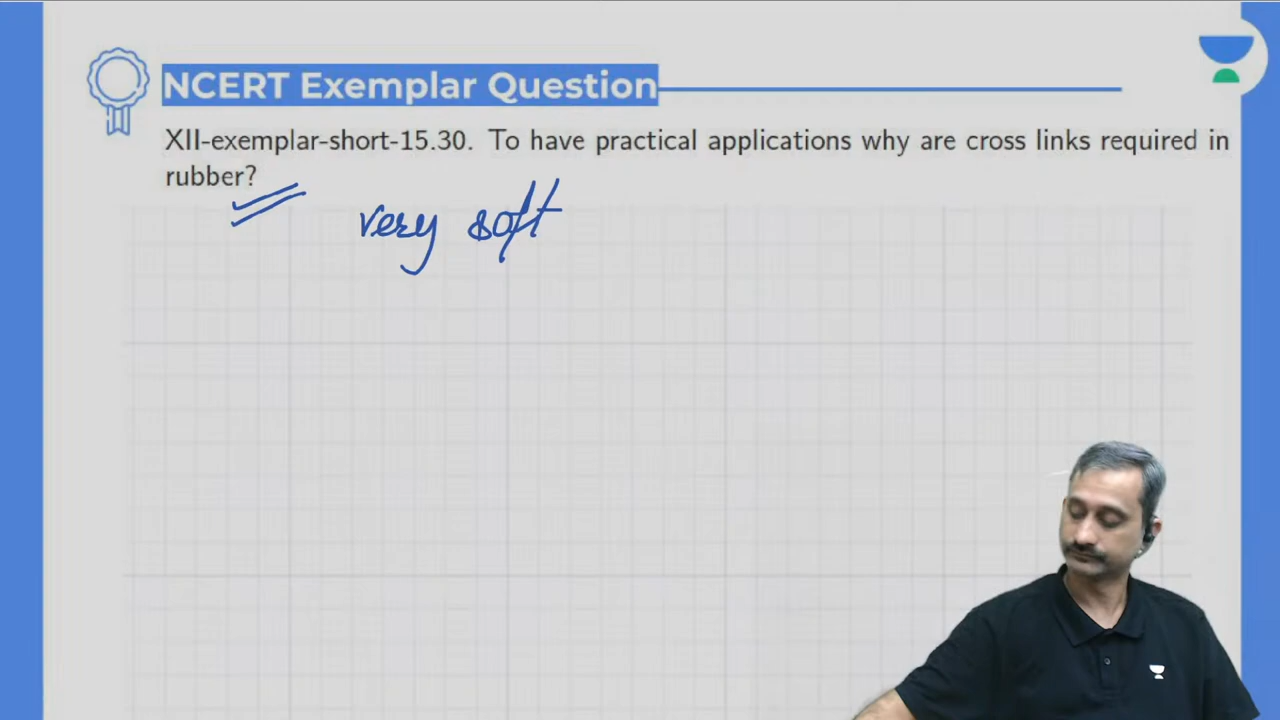 NCERT Exemplar Question
XII-exemplar-short-15.30. To have practical applications why are cross links required in
rubber?
very soft